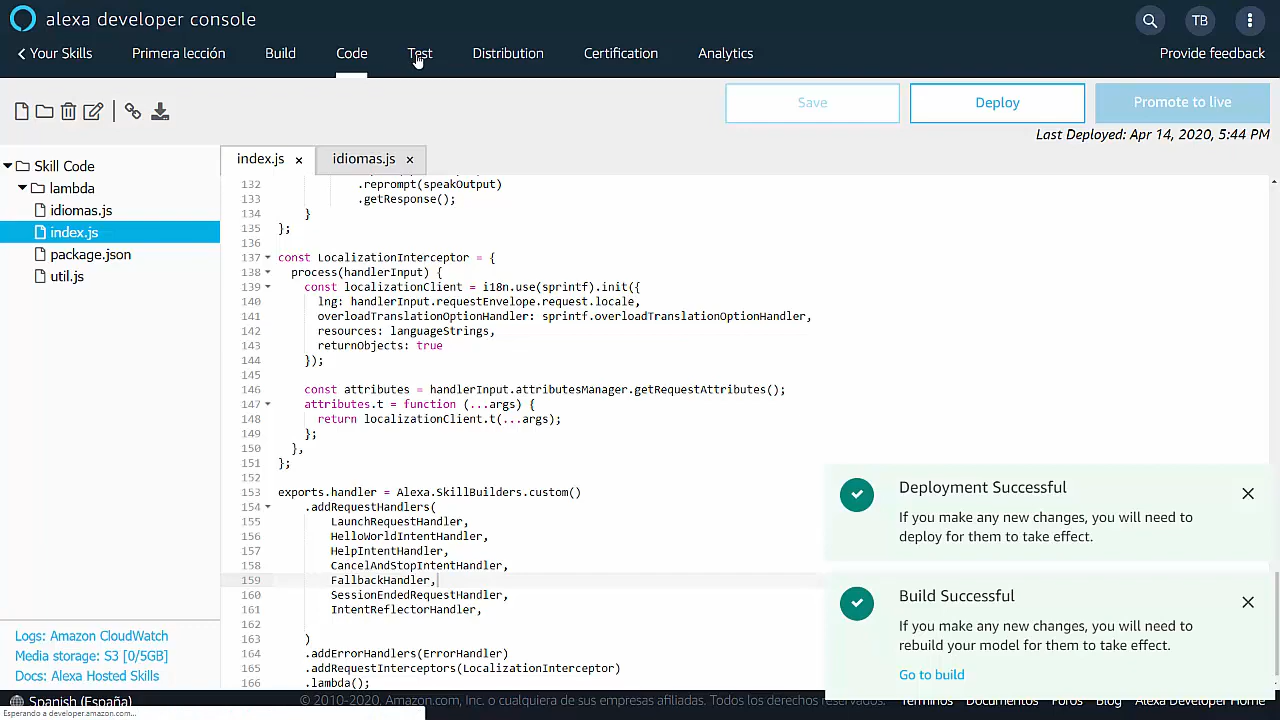 alexa developer console
TB
Your Skills
Primera lección
Build
Code
Test
Distribution
Certification
Analytics
Provide feedback
Save
Deploy
Promote to live
Last Deployed: Apr 14, 2020, 5:44 PM
Skill Code
lambda
idiomas.js
index.js
package.json
util.js
Logs: Amazon CloudWatch
Media storage: S3 [0/5GB]
Docs: Alexa Hosted Skills
index.js ×
idiomas.js ×
132 .reprompt(speakOutput)
133 .getResponse();
134 }
135 };
136
137 const LocalizationInterceptor = {
138 process(handlerInput) {
139 const localizationClient = i18n.use(sprintf).init({
140 lng: handlerInput.requestEnvelope.request.locale,
141 overloadTranslationOptionHandler: sprintf.overloadTranslationOptionHandler,
142 resources: languageStrings,
143 returnObjects: true
144 });
145
146 const attributes = handlerInput.attributesManager.getRequestAttributes();
147 attributes.t = function (...args) {
148 return localizationClient.t(...args);
149 };
150 },
151 };
152
153 exports.handler = Alexa.SkillBuilders.custom()
154 .addRequestHandlers(
155 LaunchRequestHandler,
156 HelloWorldIntentHandler,
157 HelpIntentHandler,
158 CancelAndStopIntentHandler,
159 FallbackHandler,
160 SessionEndedRequestHandler,
161 IntentReflectorHandler,
162
163 )
164 .addErrorHandlers(ErrorHandler)
165 .addRequestInterceptors(LocalizationInterceptor)
166 .lambda();
Deployment Successful
If you make any new changes, you will need to
deploy for them to take effect.
Build Successful
If you make any new changes, you will need to
rebuild your model for them to take effect.
Go to build
Spanish (España)
© 2010-2020, Amazon.com, Inc. o cualquiera de sus empresas afiliadas. Todos los derechos reservados.
Términos
Documentos
Foros
Blog
Alexa Developer Home
Esperando a developer.amazon.com...